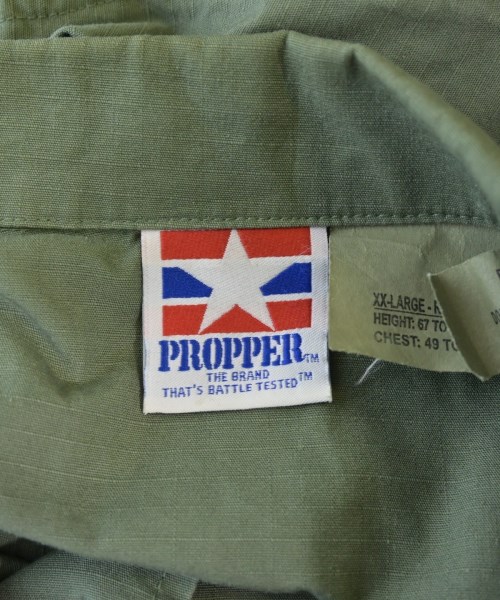 PROPPER™
THE BRAND
THAT'S BATTLE TESTED™
XX-LARGE -
HEIGHT: 67 TO
CHEST: 49 TO